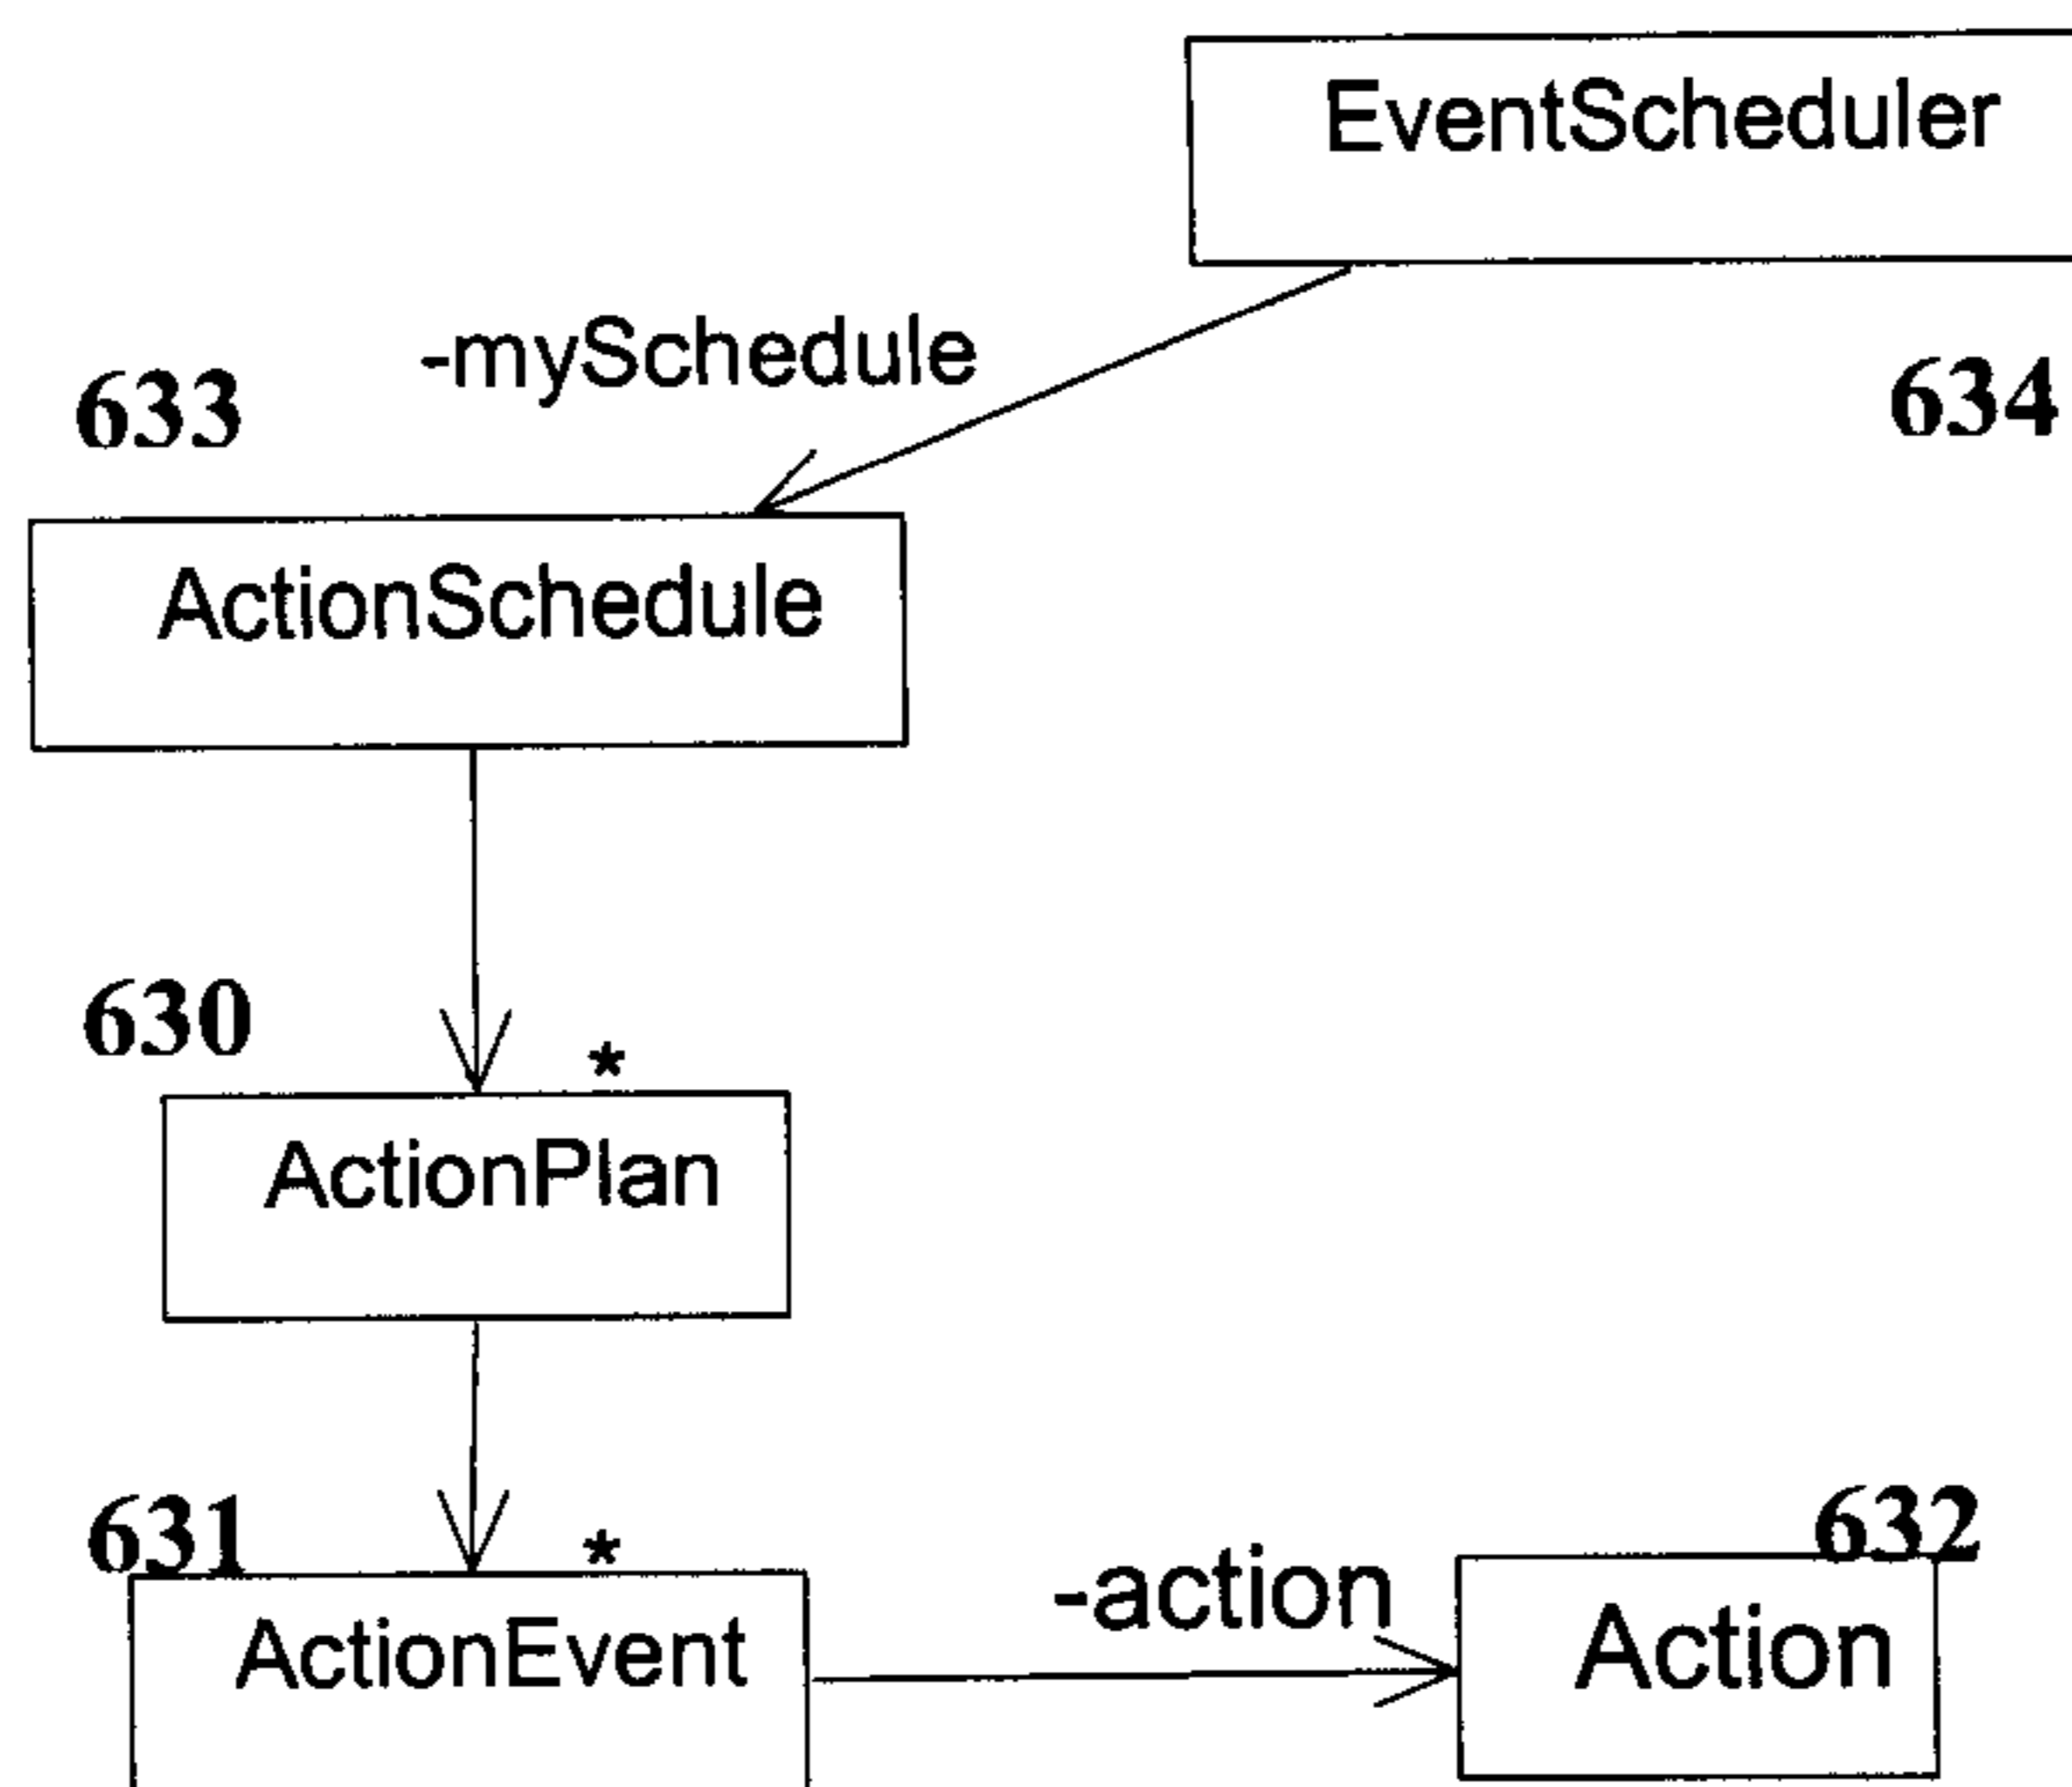 EventScheduler
-mySchedule
633
634
ActionSchedule
630
*
ActionPlan
631
*
632
-action
ActionEvent
Action